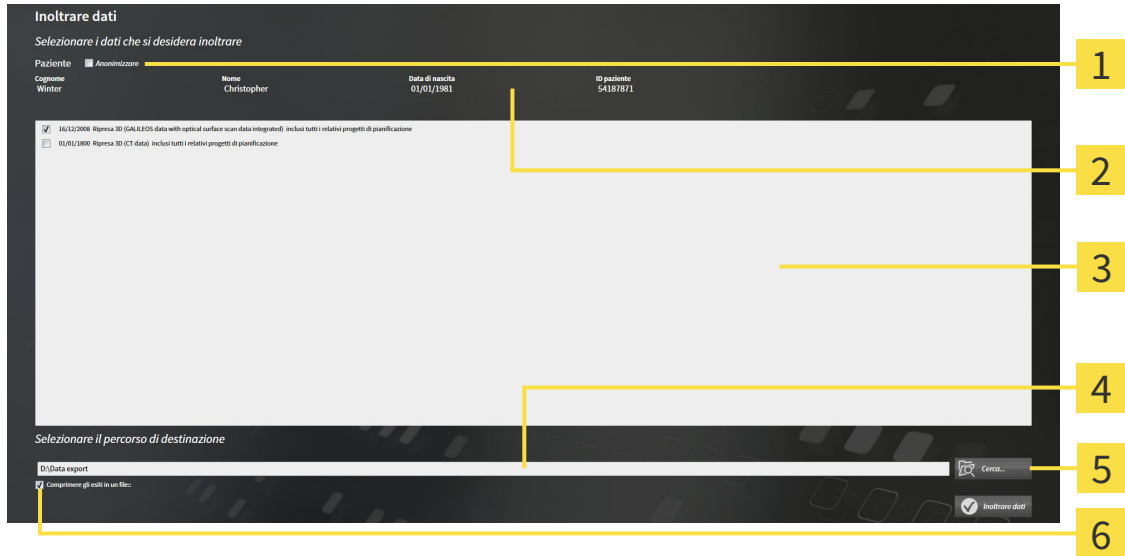 Inoltrare dati
Selezionare i dati che si desidera inoltrare
Paziente Anonimizzare
1
Cognome Nome Data di nascita ID paziente
Winter Christopher 01/01/1981 54187871
16/12/2008 Ripresa 3D (GALILEOS data with optical surface scan data integrated) inclusi tutti i relativi progetti di pianificazione
01/01/1800 Ripresa 3D (CT data) inclusi tutti i relativi progetti di pianificazione
2
3
4
Selezionare il percorso di destinazione
D:\Data export
Cerca...
5
Comprimere gli esiti in un file::
Inoltrare dati
6